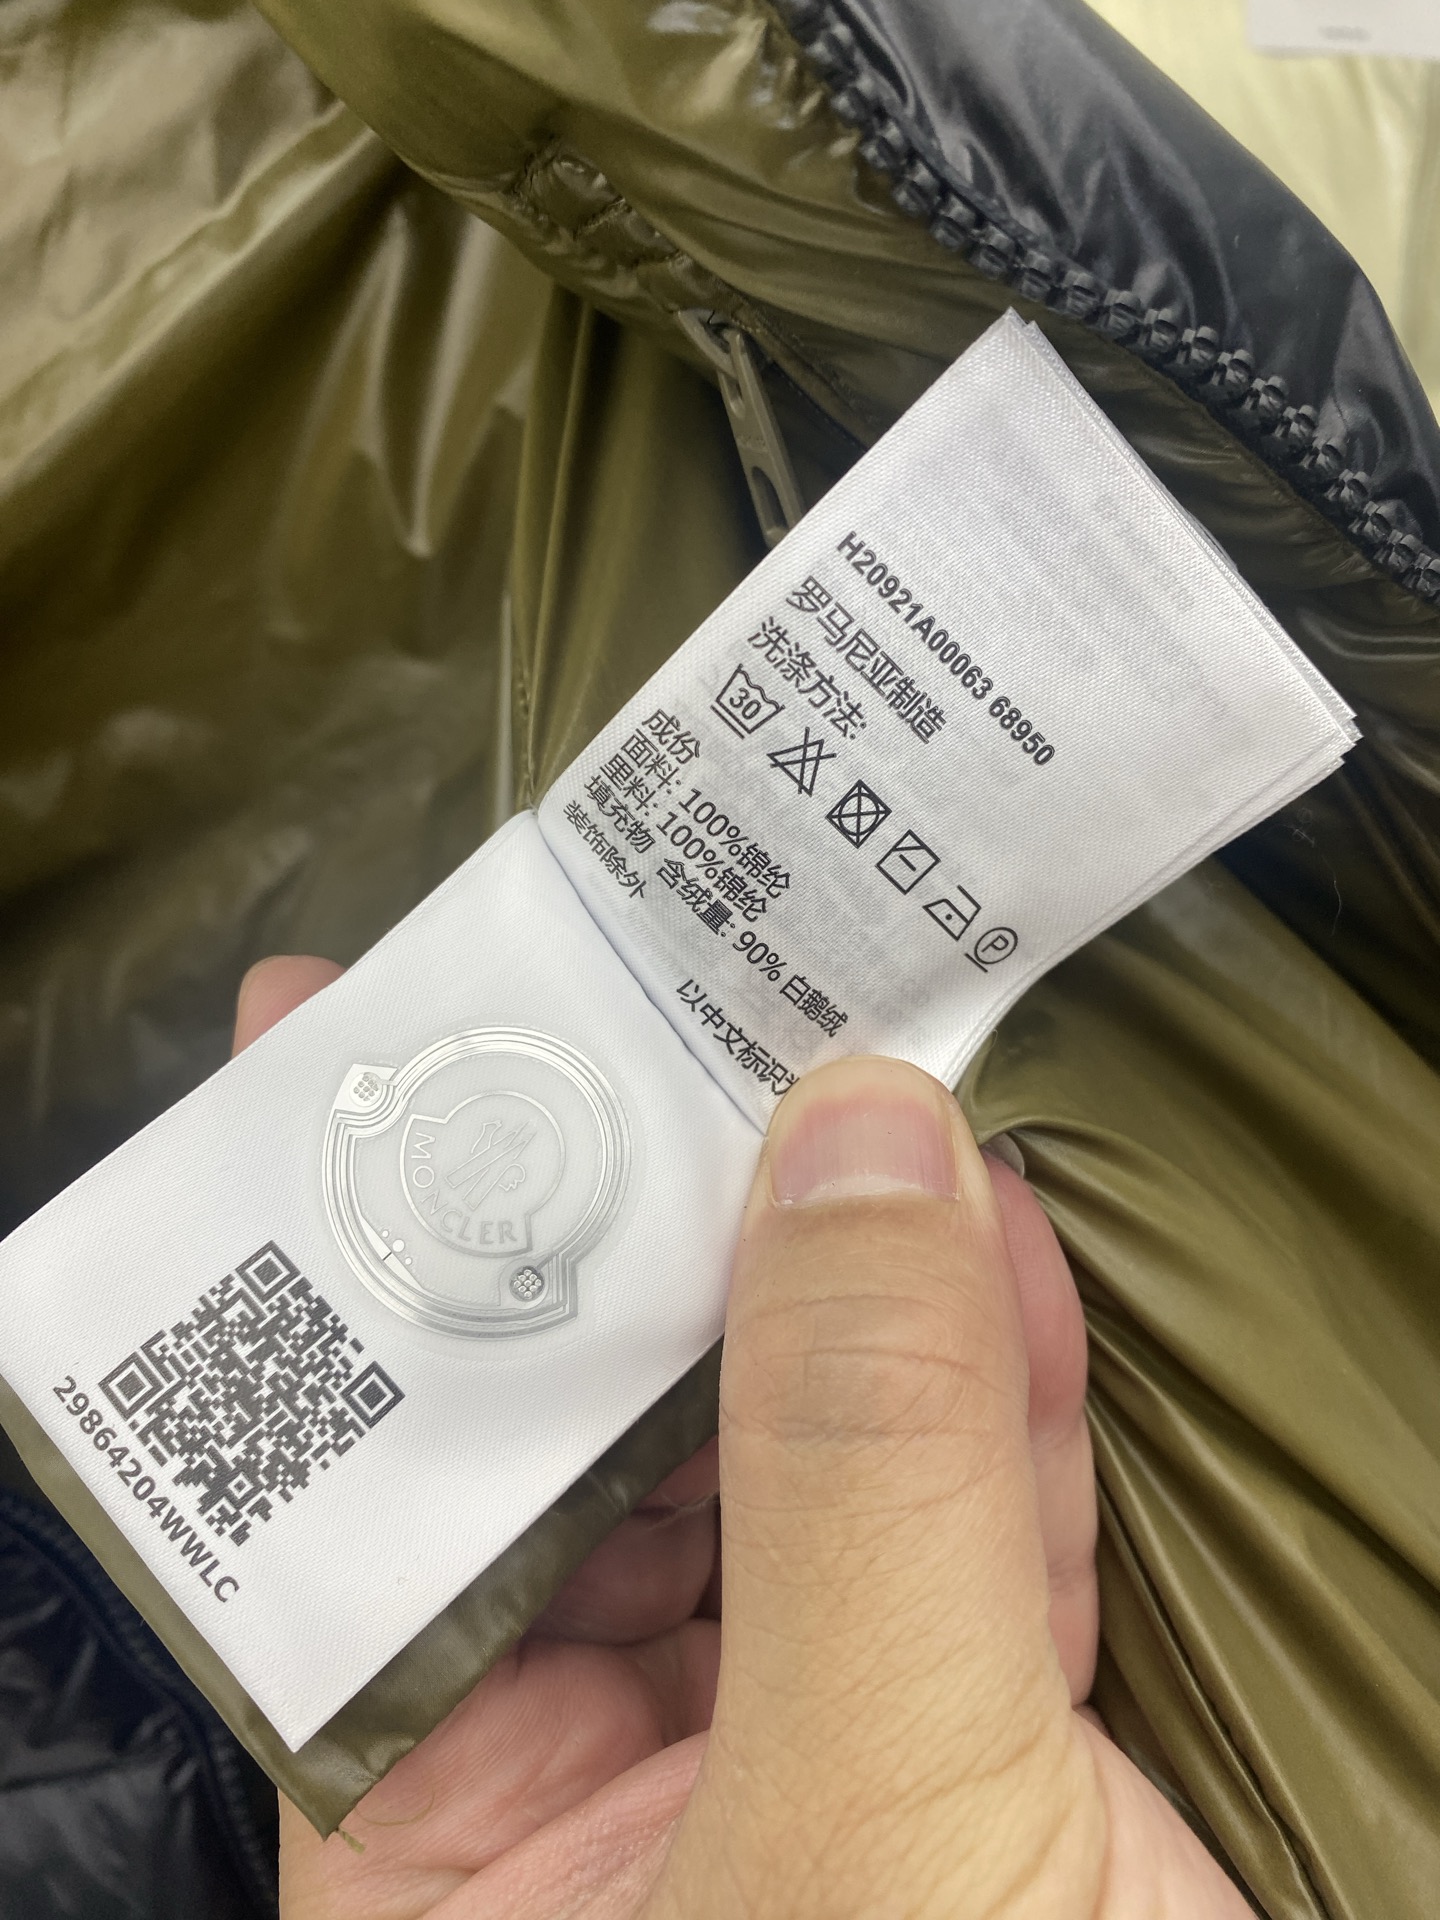 H20921A00063 68950
罗马尼亚制造
洗涤方法:
30
P
成份
面料: 100%锦纶
里料: 100%锦纶
填充物 含绒量: 90% 白鹅绒
装饰除外
以中文标识为
MONCLER
29864204WWLC